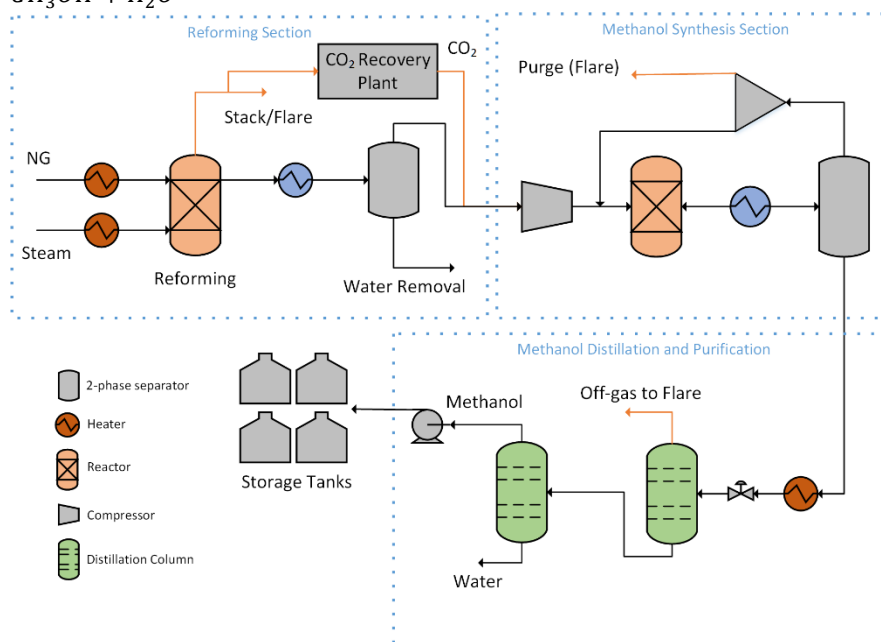 CH₃OH + H₂O
Reforming Section
Methanol Synthesis Section
CO₂ Recovery
Plant
CO₂
Purge (Flare)
Stack/Flare
NG
Steam
Reforming
Water Removal
Methanol Distillation and Purification
2-phase separator
Heater
Reactor
Compressor
Distillation Column
Storage Tanks
Methanol
Off-gas to Flare
Water